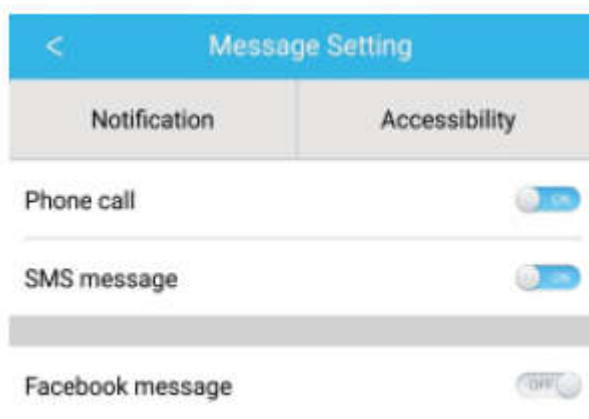 < Message Setting
Notification Accessibility
Phone call ON
SMS message ON
Facebook message OFF